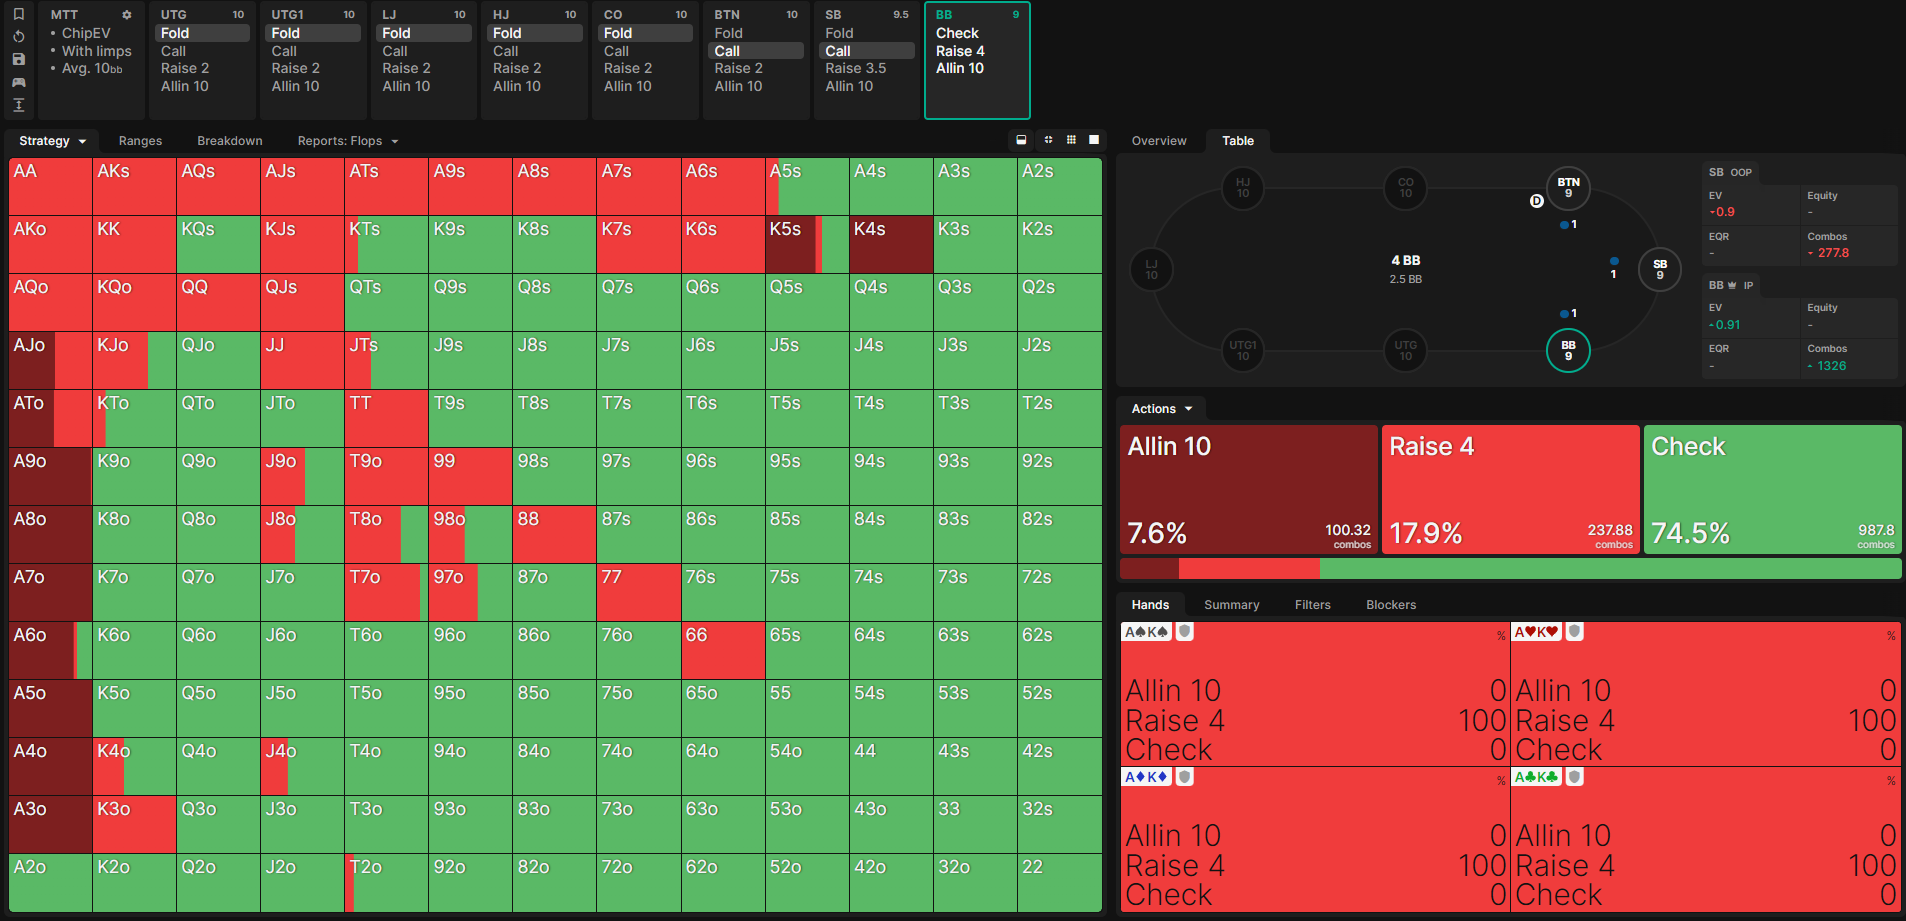 MTT
ChipEV
With limps
Avg. 10bb
UTG 10
Fold
Call
Raise 2
Allin 10
UTG1 10
Fold
Call
Raise 2
Allin 10
LJ 10
Fold
Call
Raise 2
Allin 10
HJ 10
Fold
Call
Raise 2
Allin 10
CO 10
Fold
Call
Raise 2
Allin 10
BTN 10
Fold
Call
Raise 2
Allin 10
SB 9.5
Fold
Call
Raise 3.5
Allin 10
BB 9
Check
Raise 4
Allin 10
Strategy Ranges Breakdown Reports: Flops
AA AKs AQs AJs ATs A9s A8s A7s A6s A5s A4s A3s A2s
AKo KK KQs KJs KTs K9s K8s K7s K6s K5s K4s K3s K2s
AQo KQo QQ QJs QTs Q9s Q8s Q7s Q6s Q5s Q4s Q3s Q2s
AJo KJo QJo JJ JTs J9s J8s J7s J6s J5s J4s J3s J2s
ATo KTo QTo JTo TT T9s T8s T7s T6s T5s T4s T3s T2s
A9o K9o Q9o J9o T9o 99 98s 97s 96s 95s 94s 93s 92s
A8o K8o Q8o J8o T8o 98o 88 87s 86s 85s 84s 83s 82s
A7o K7o Q7o J7o T7o 97o 87o 77 76s 75s 74s 73s 72s
A6o K6o Q6o J6o T6o 96o 86o 76o 66 65s 64s 63s 62s
A5o K5o Q5o J5o T5o 95o 85o 75o 65o 55 54s 53s 52s
A4o K4o Q4o J4o T4o 94o 84o 74o 64o 54o 44 43s 42s
A3o K3o Q3o J3o T3o 93o 83o 73o 63o 53o 43o 33 32s
A2o K2o Q2o J2o T2o 92o 82o 72o 62o 52o 42o 32o 22
Overview Table
HJ
10
CO
10
BTN
9
D
1
LJ
10
4 BB
2.5 BB
1
SB
9
1
UTG1
10
UTG
10
BB
9
SB OOP
EV Equity
-0.9 -
EQR Combos
- 277.8
BB IP
EV Equity
0.91 -
EQR Combos
- 1326
Actions
Allin 10
7.6% 100.32
combos
Raise 4
17.9% 237.88
combos
Check
74.5% 987.8
combos
Hands Summary Filters Blockers
A♠K♠ %
Allin 10 0
Raise 4 100
Check 0
A♥K♥ %
Allin 10 0
Raise 4 100
Check 0
A♦K♦ %
Allin 10 0
Raise 4 100
Check 0
A♣K♣ %
Allin 10 0
Raise 4 100
Check 0